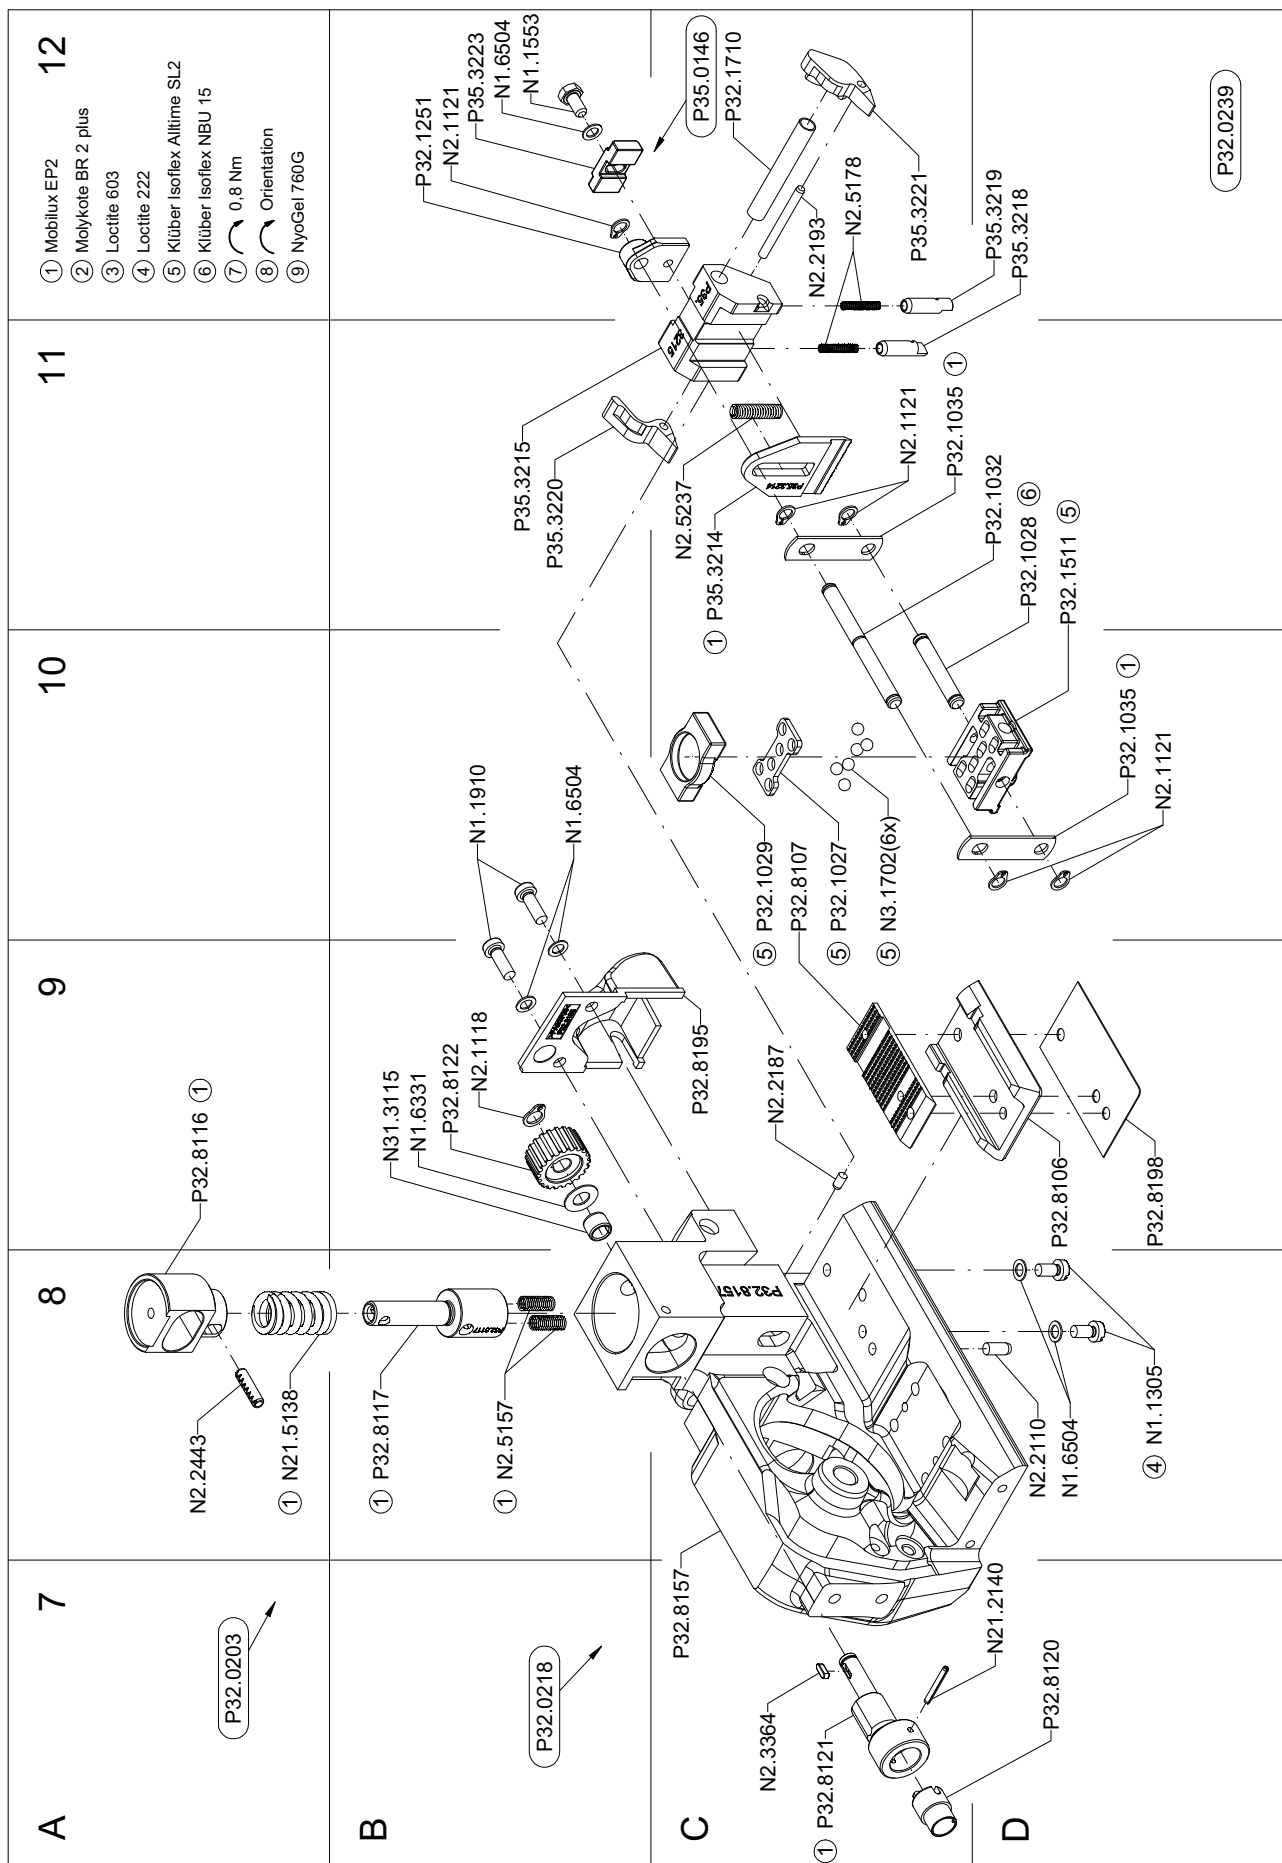 A
B
C
D
7
8
9
10
11
12
① Mobilux EP2
② Molykote BR 2 plus
③ Loctite 603
④ Loctite 222
⑤ Klüber Isoflex Alltime SL2
⑥ Klüber Isoflex NBU 15
⑦ 0,8 Nm
⑧ Orientation
⑨ NyoGel 760G
P32.0203
P32.8116 ①
N2.2443
① N21.5138
① P32.8117
P32.8117
① N2.5157
P32.0218
N31.3115
N1.6331
P32.8122
N2.1118
N1.1910
N1.6504
P32.8195
P35.3215
P35.3220
P32.1251
N2.1121
P35.3223
N1.6504
N1.1553
P35.0146
P32.1710
P35.
3215
N2.2193
N2.5178
P35.3221
P35.3219
P35.3218
P32.0239
N2.5237
① P35.3214
P35.3214
N2.1121
P32.1035 ①
P32.1032
P32.1028 ⑥
P32.1511 ⑤
P32.1035 ①
N2.1121
⑤ P32.1029
P32.8107
⑤ P32.1027
⑤ N3.1702(6x)
N2.2187
P32.8106
P32.8198
P32.8157
P32.8157
N2.2110
N1.6504
④ N1.1305
N2.3364
① P32.8121
N21.2140
P32.8120